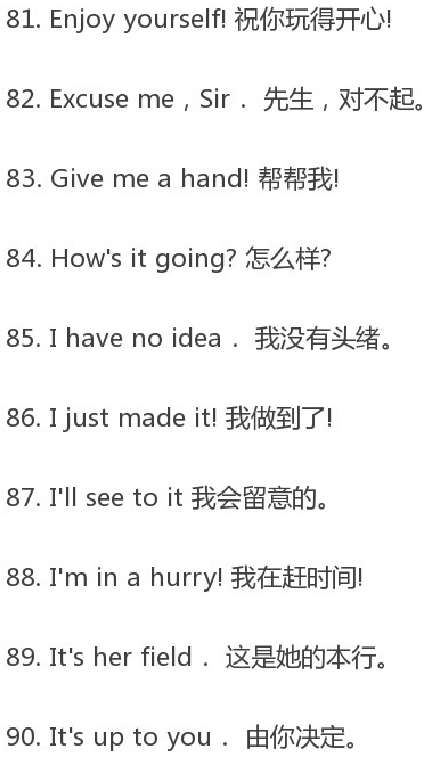 81. Enjoy yourself! 祝你玩得开心!
82. Excuse me，Sir． 先生，对不起。
83. Give me a hand! 帮帮我!
84. How's it going? 怎么样?
85. I have no idea． 我没有头绪。
86. I just made it! 我做到了!
87. I'll see to it 我会留意的。
88. I'm in a hurry! 我在赶时间!
89. It's her field． 这是她的本行。
90. It's up to you． 由你决定。